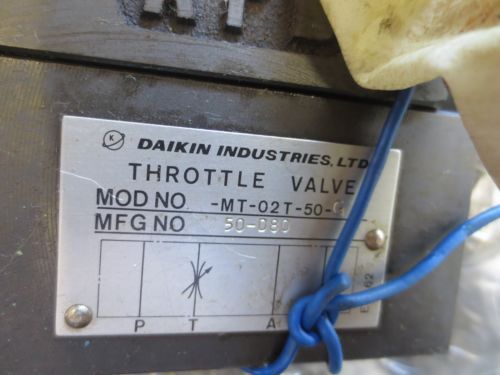 DAIKIN INDUSTRIES, LTD
THROTTLE VALVE
MOD NO. -MT-02T-50-
MFG NO 50-080
P T A